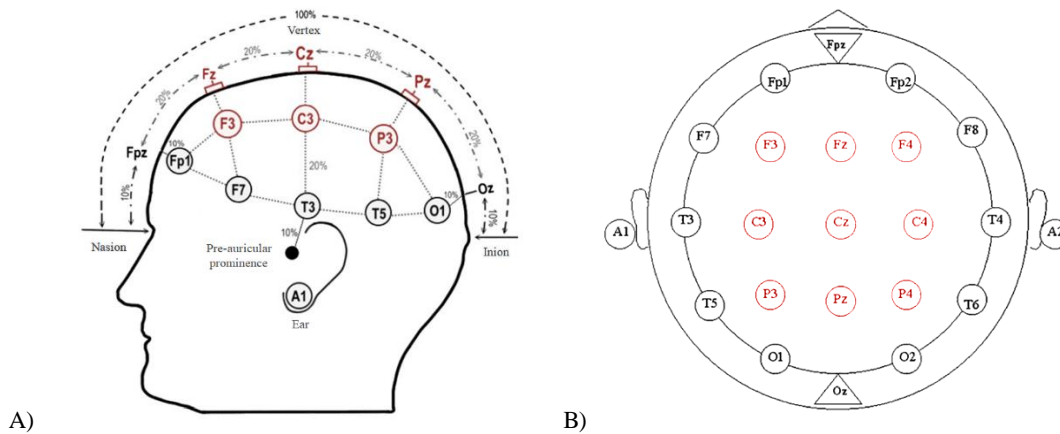 100%
Vertex
20%
Cz
20%
Fz
Pz
20%
F3
C3
P3
20%
Fpz
10%
Fp1
10%
F7
20%
T3
T5
O1
10%
Oz
10%
Nasion
10%
Pre-auricular
prominence
Inion
A1
Ear
A)
Fpz
Fp1
Fp2
F7
F8
F3
Fz
F4
A1
T3
C3
Cz
C4
T4
A2
T5
P3
Pz
P4
T6
O1
O2
Oz
B)